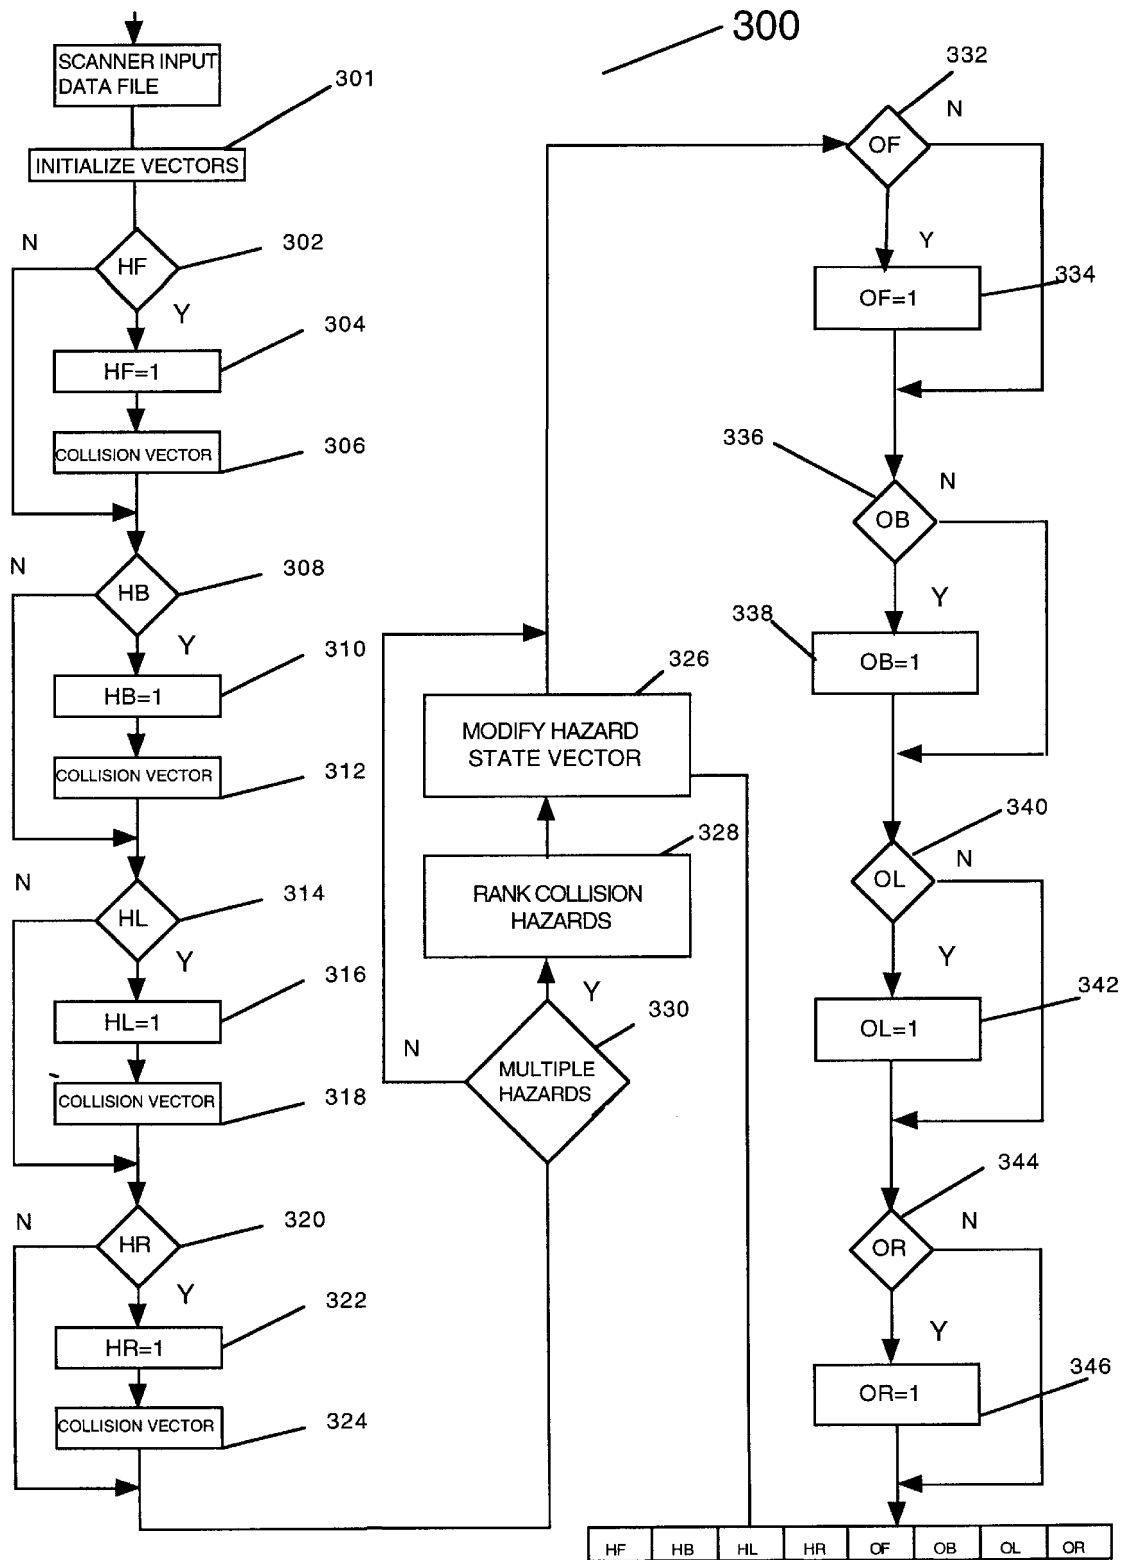 300
SCANNER INPUT
DATA FILE
301
INITIALIZE VECTORS
N
HF
302
Y
304
HF=1
COLLISION VECTOR
306
N
HB
308
Y
310
HB=1
COLLISION VECTOR
312
N
HL
314
Y
316
HL=1
COLLISION VECTOR
318
N
HR
320
Y
322
HR=1
COLLISION VECTOR
324
326
MODIFY HAZARD
STATE VECTOR
328
RANK COLLISION
HAZARDS
Y
330
N
MULTIPLE
HAZARDS
332
N
OF
Y
334
OF=1
336
N
OB
Y
338
OB=1
340
N
OL
Y
342
OL=1
344
N
OR
Y
346
OR=1
HF HB HL HR OF OB OL OR